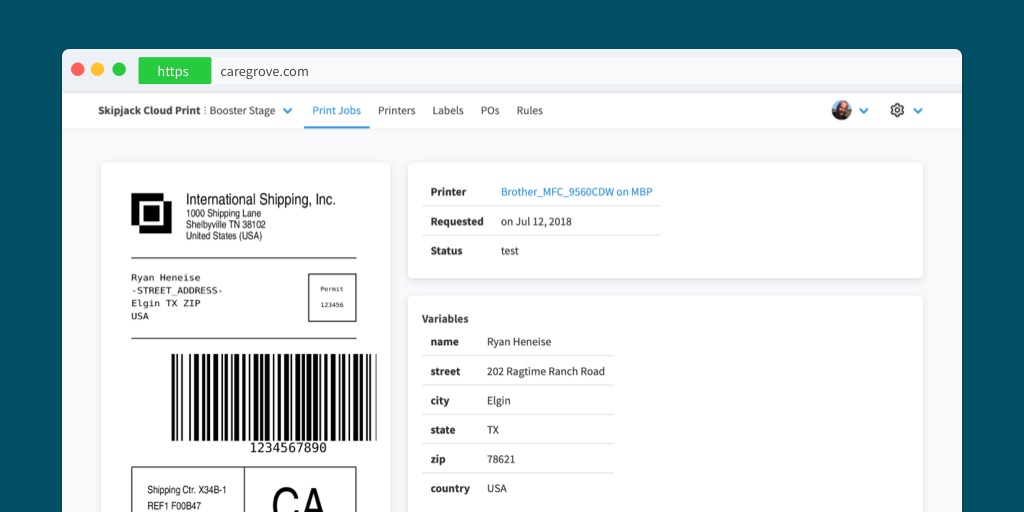 https caregrove.com
Skipjack Cloud Print ⋮ Booster Stage Print Jobs Printers Labels POs Rules
International Shipping, Inc.
1000 Shipping Lane
Shelbyville TN 38102
United States (USA)
Ryan Heneise
-STREET_ADDRESS-
Elgin TX ZIP
USA
Permit
123456
1234567890
Shipping Ctr. X34B-1
REF1 F00B47
CA
Printer Brother_MFC_9560CDW on MBP
Requested on Jul 12, 2018
Status test
Variables
name Ryan Heneise
street 202 Ragtime Ranch Road
city Elgin
state TX
zip 78621
country USA